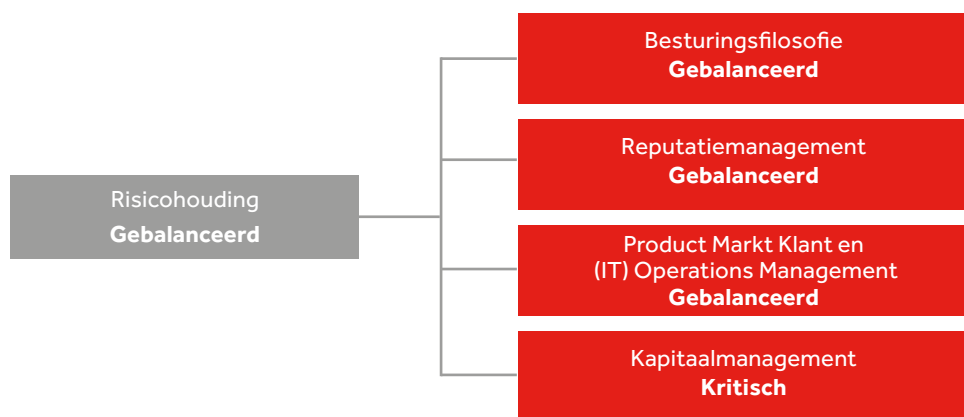 Besturingsfilosofie
Gebalanceerd
Reputatiemanagement
Gebalanceerd
Risicohouding
Gebalanceerd
Product Markt Klant en
(IT) Operations Management
Gebalanceerd
Kapitaalmanagement
Kritisch